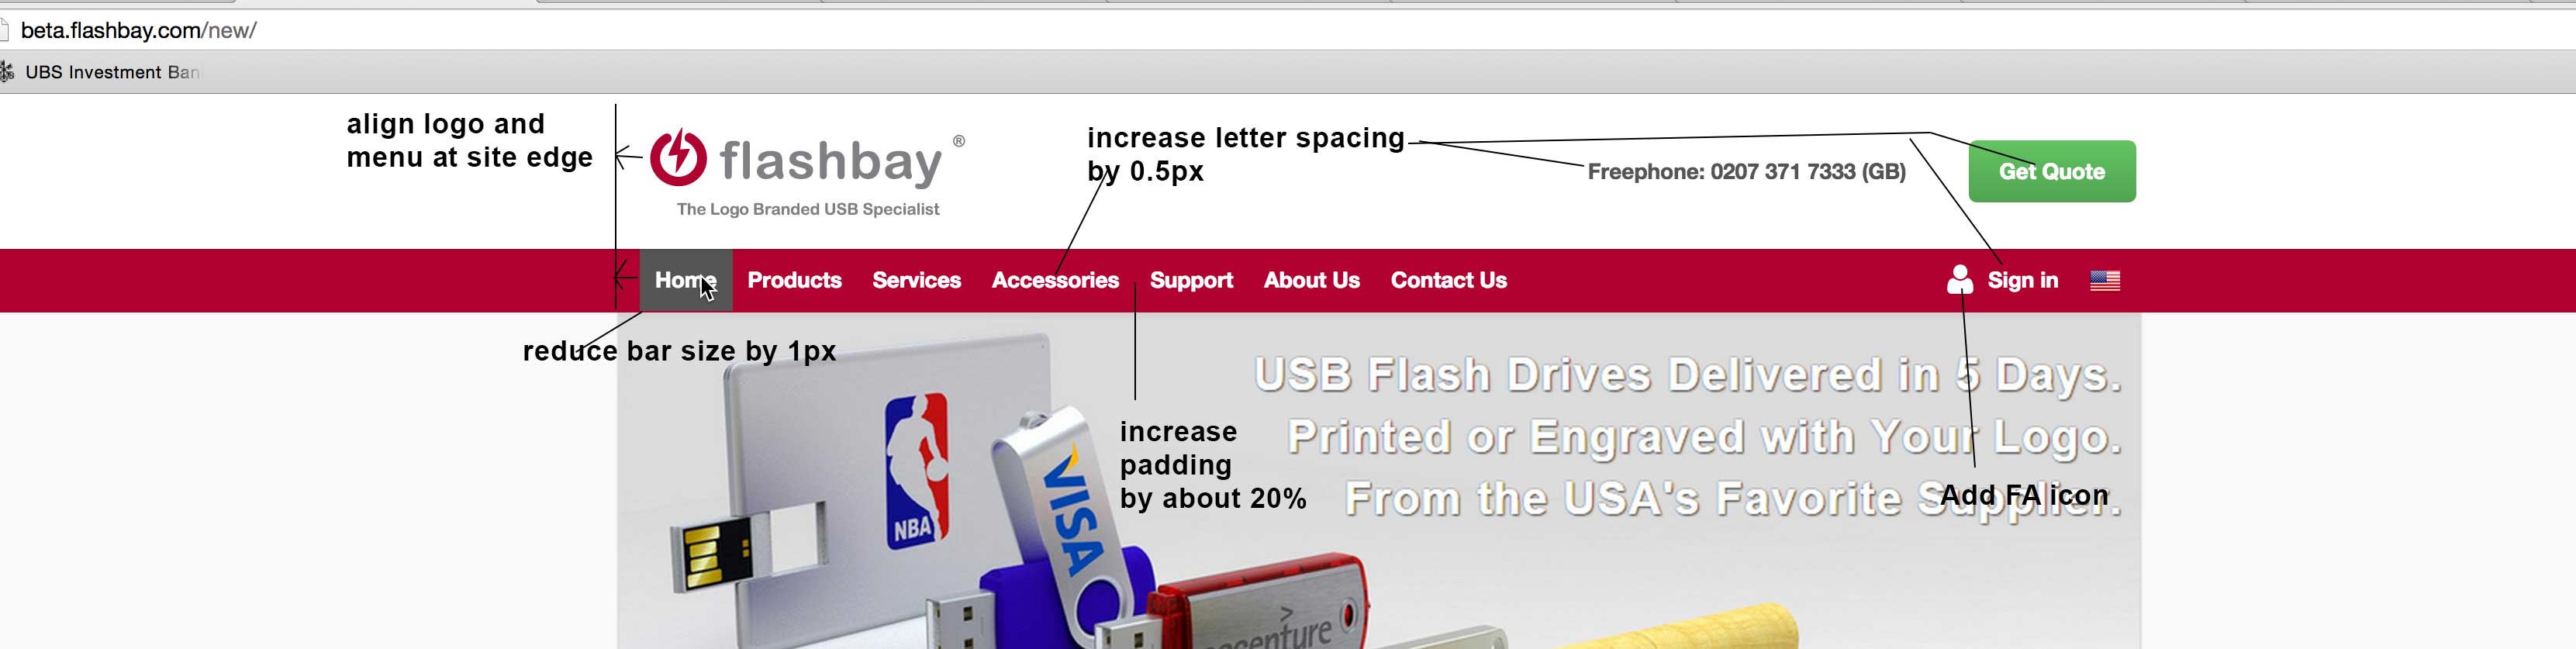 beta.flashbay.com/new/
UBS Investment Ban
align logo and
menu at site edge
flashbay ®
The Logo Branded USB Specialist
increase letter spacing
by 0.5px
Freephone: 0207 371 7333 (GB)
Get Quote
Home Products Services Accessories Support About Us Contact Us Sign in
reduce bar size by 1px
USB Flash Drives Delivered in 5 Days.
Printed or Engraved with Your Logo.
From the USA's Favorite Supplier.
increase
padding
by about 20%
Add FA icon
NBA
VISA
accenture